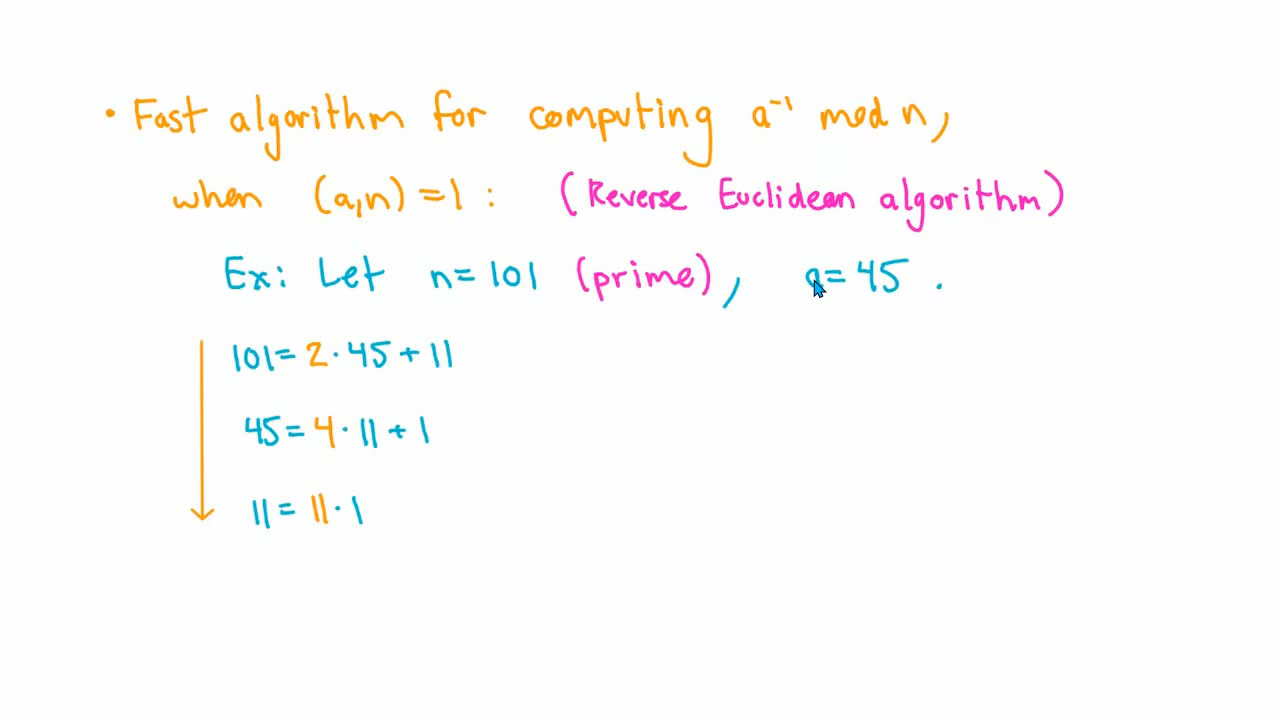 • Fast algorithm for computing a⁻¹ mod n,
when (a,n)=1 : (Reverse Euclidean algorithm)
Ex: Let n=101 (prime), a=45 .
101=2·45+11
45=4·11+1
11=11·1